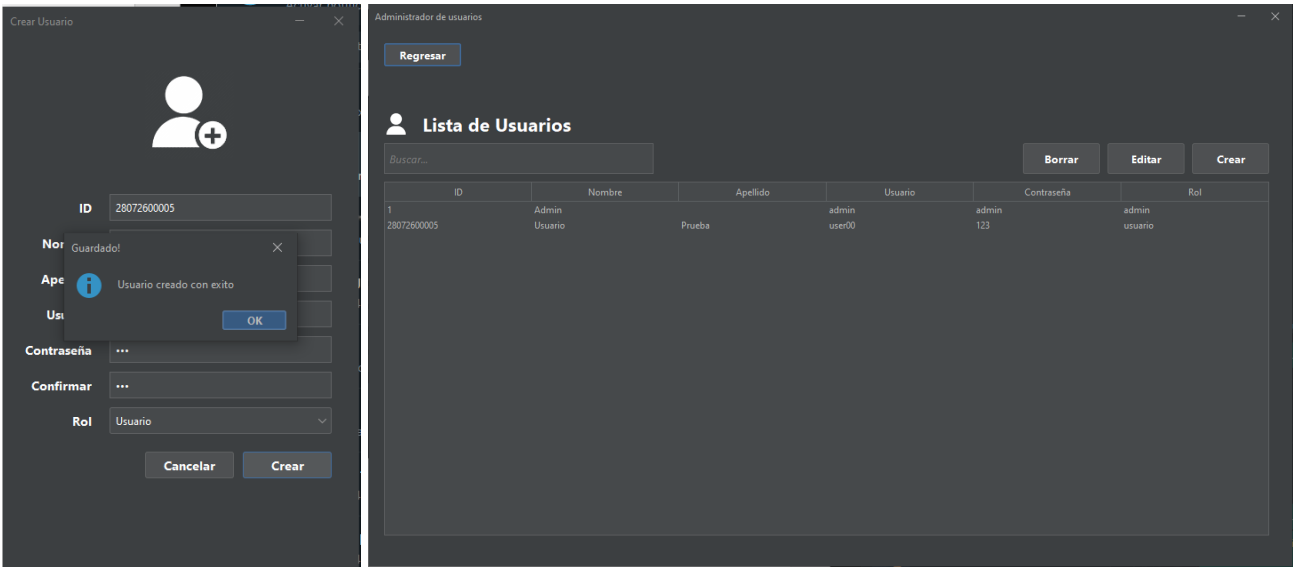 Crear Usuario
ID 28072600005
Guardado!
Usuario creado con exito
OK
Contraseña •••
Confirmar •••
Rol Usuario
Cancelar Crear
Administrador de usuarios
Regresar
Lista de Usuarios
Buscar...
Borrar Editar Crear
ID Nombre Apellido Usuario Contraseña Rol
1 Admin admin admin admin
28072600005 Usuario Prueba user00 123 usuario